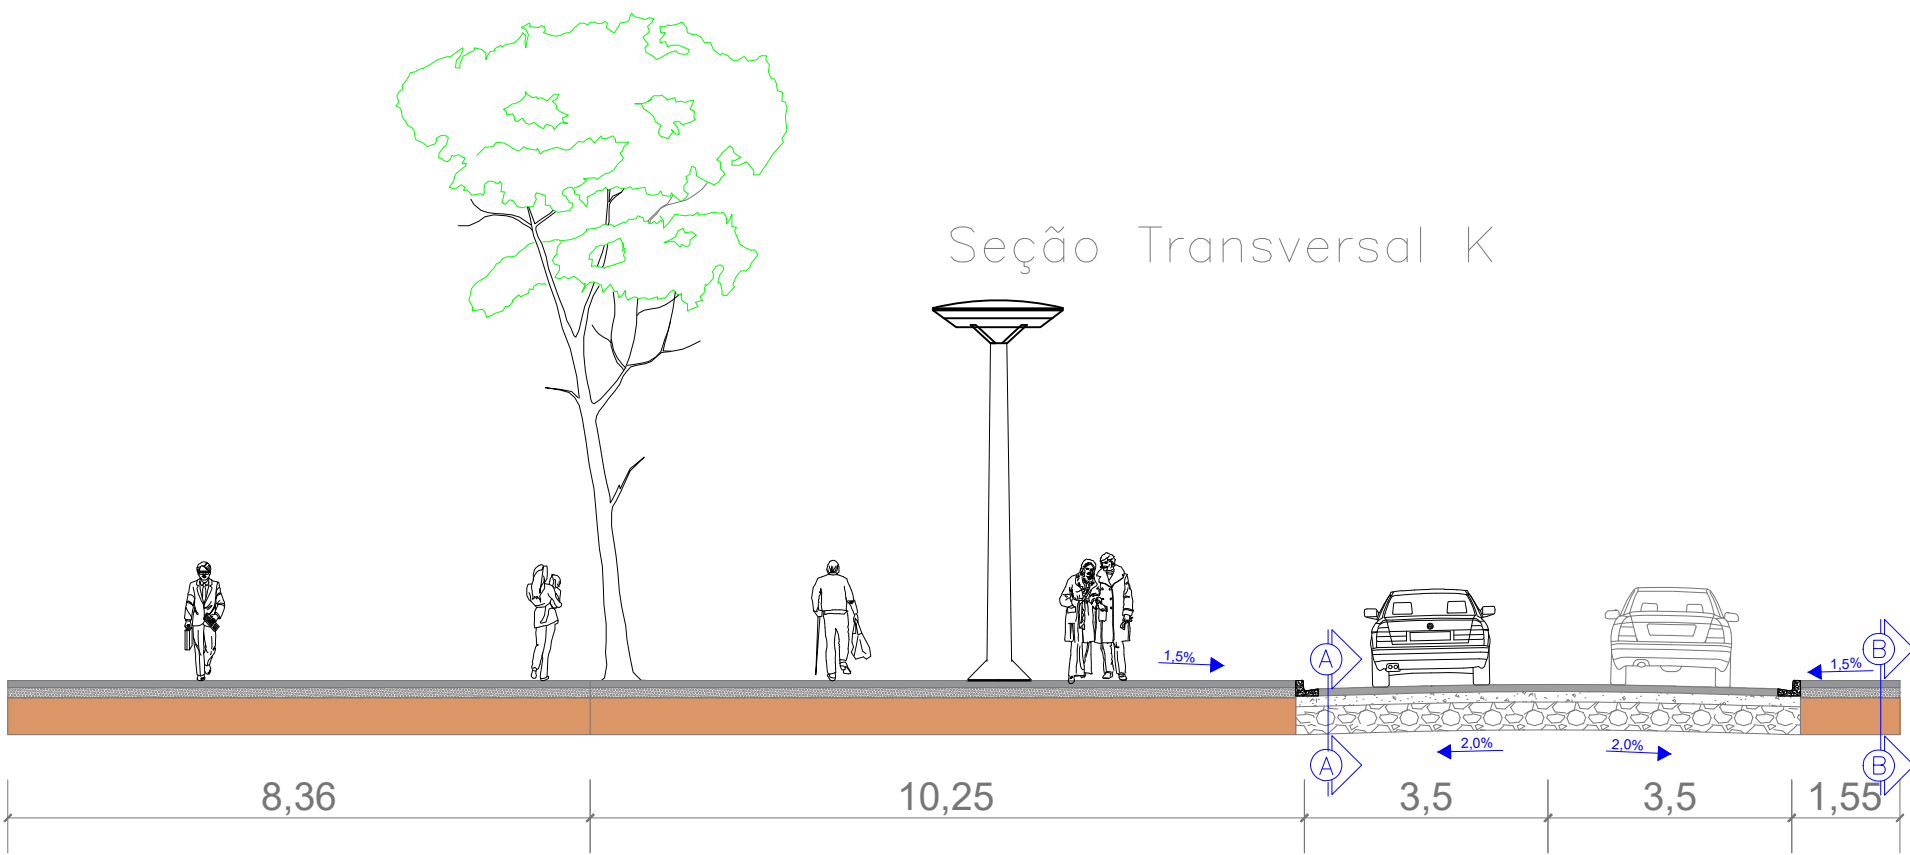 Seção Transversal K
1,5%
A
B
1,5%
A
2,0%
2,0%
B
8,36
10,25
3,5
3,5
1,55